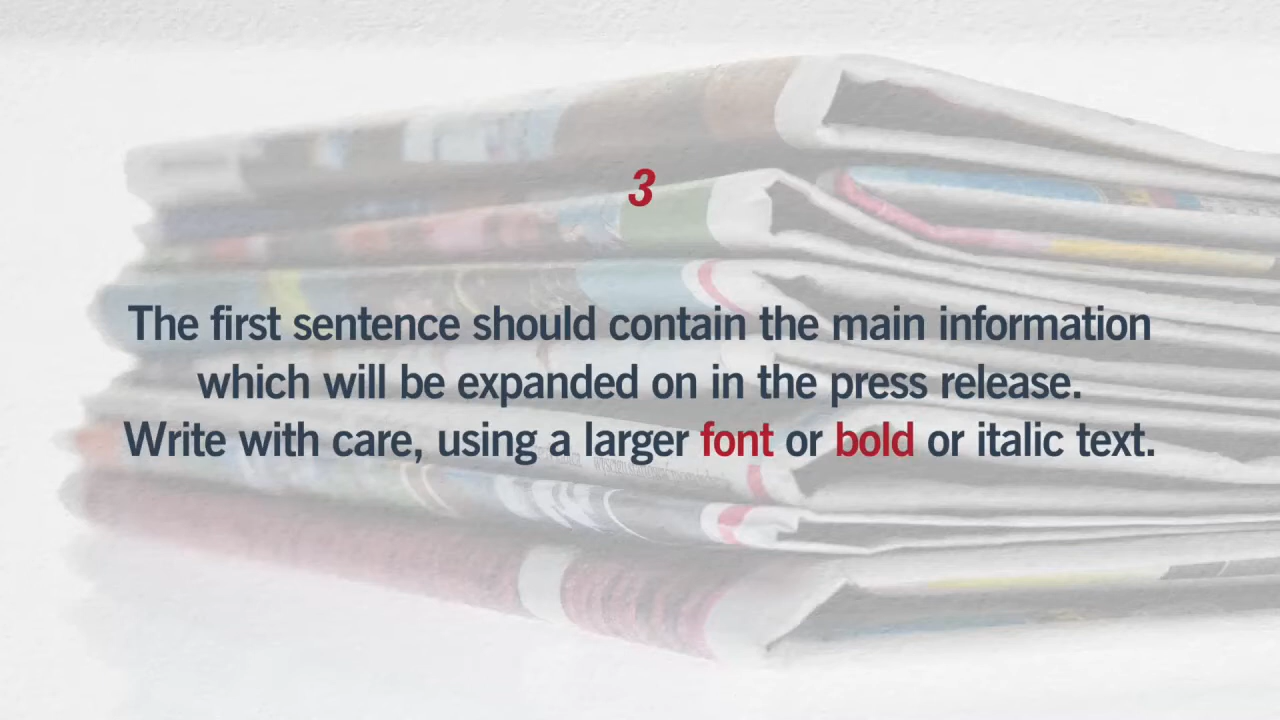 3
The first sentence should contain the main information
which will be expanded on in the press release.
Write with care, using a larger font or bold or italic text.